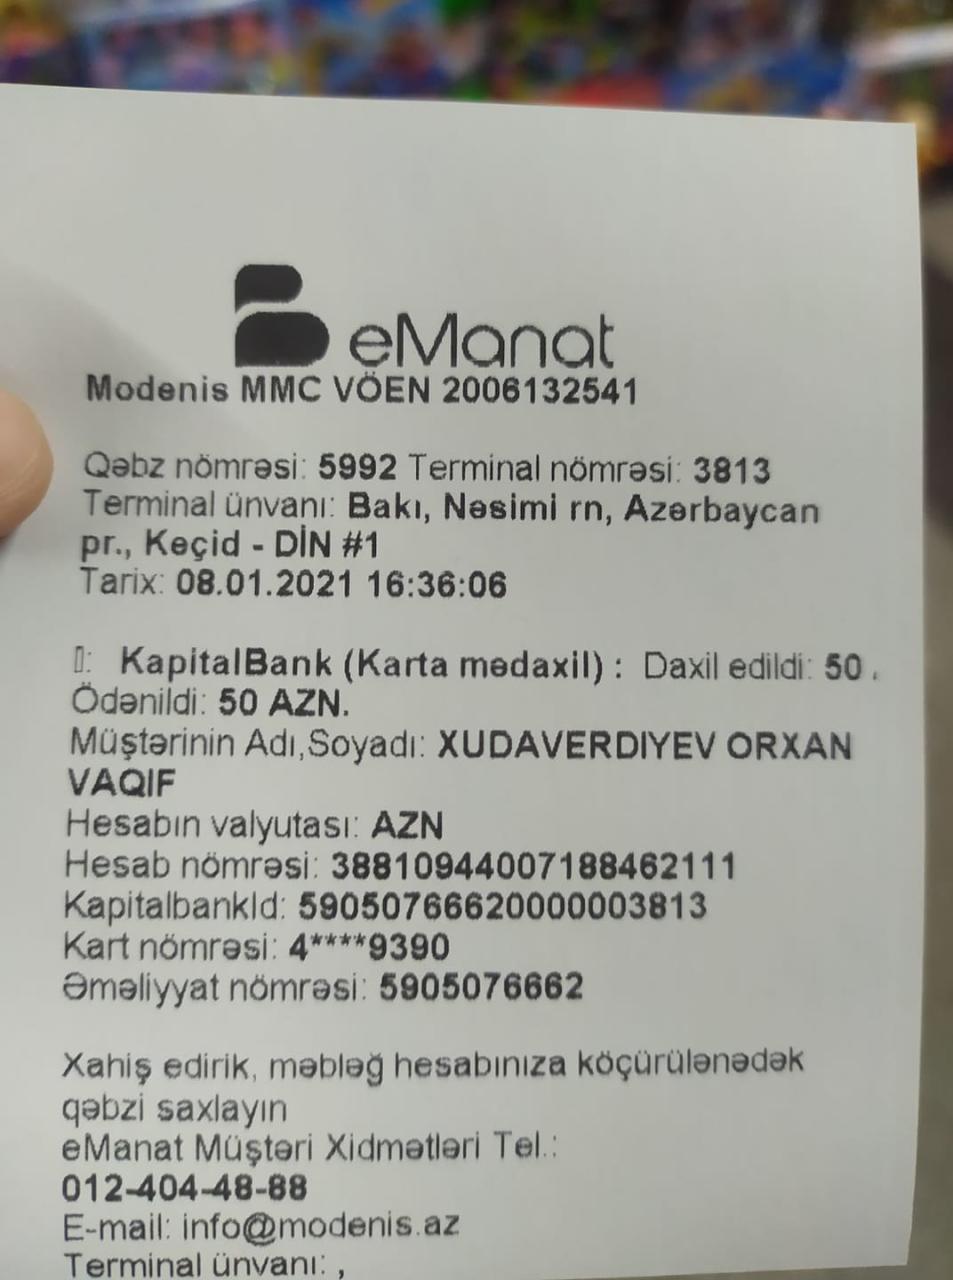 eManat
Modenis MMC VÖEN 2006132541
Qəbz nömrəsi: 5992 Terminal nömrəsi: 3813
Terminal ünvanı: Bakı, Nəsimi rn, Azərbaycan
pr., Keçid - DİN #1
Tarix: 08.01.2021 16:36:06
▯: KapitalBank (Karta mədaxil) : Daxil edildi: 50 .
Ödənildi: 50 AZN.
Müştərinin Adı,Soyadı: XUDAVERDIYEV ORXAN
VAQIF
Hesabın valyutası: AZN
Hesab nömrəsi: 38810944007188462111
KapitalbankId: 59050766620000003813
Kart nömrəsi: 4****9390
Əməliyyat nömrəsi: 5905076662
Xahiş edirik, məbləğ hesabınıza köçürülənədək
qəbzi saxlayın
eManat Müştəri Xidmətləri Tel.:
012-404-48-88
E-mail: info@modenis.az
Terminal ünvanı: ,